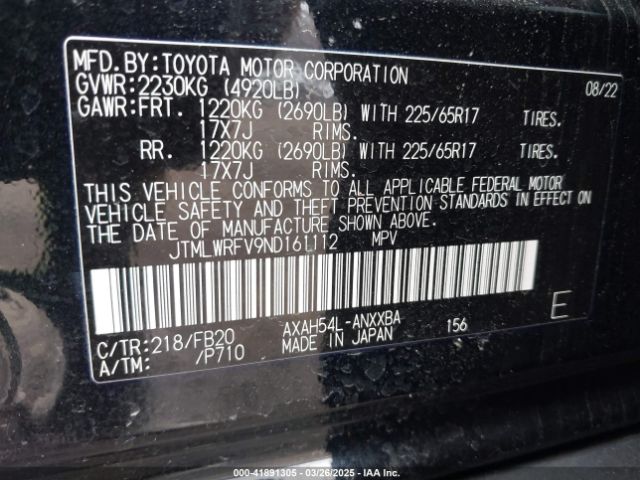 MFD.BY:TOYOTA MOTOR CORPORATION
GVWR:2230KG (4920LB) 08/22
GAWR:FRT. 1220KG (2690LB) WITH 225/65R17 TIRES.
17X7J RIMS.
RR. 1220KG (2690LB) WITH 225/65R17 TIRES.
17X7J RIMS.
THIS VEHICLE CONFORMS TO ALL APPLICABLE FEDERAL MOTOR
VEHICLE SAFETY AND THEFT PREVENTION STANDARDS IN EFFECT ON
THE DATE OF MANUFACTURE SHOWN ABOVE.
JTMLWRFV9ND161112 MPV
E
C/TR:218/FB20 AXAH54L-ANXXBA 156
A/TM: /P710 MADE IN JAPAN
000-41891305 — 03/26/2025 — IAA Inc.